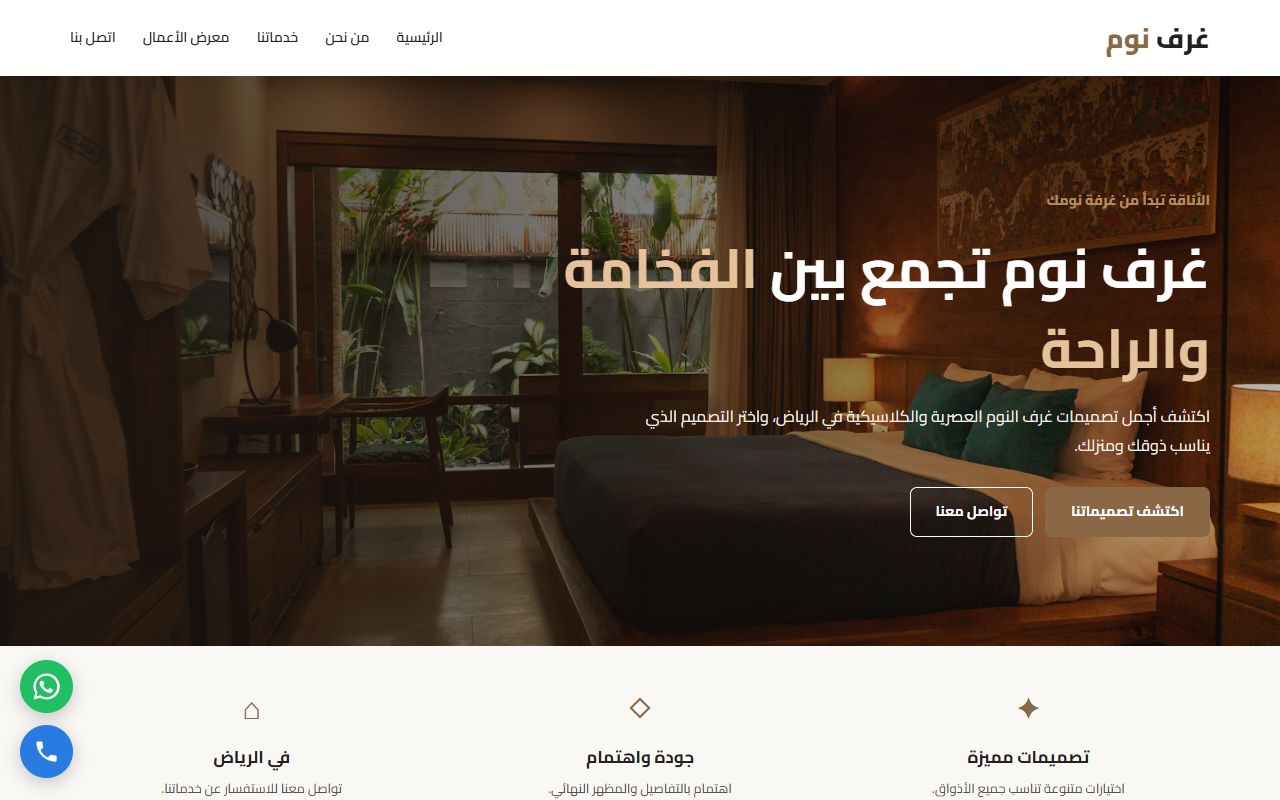 غرف نوم
الرئيسية
من نحن
خدماتنا
معرض الأعمال
اتصل بنا
الأناقة تبدأ من غرفة نومك
غرف نوم تجمع بين الفخامة
والراحة
اكتشف أجمل تصميمات غرف النوم العصرية والكلاسيكية في الرياض، واختر التصميم الذي
يناسب ذوقك ومنزلك.
اكتشف تصميماتنا
تواصل معنا
تصميمات مميزة
اختيارات متنوعة تناسب جميع الأذواق.
جودة واهتمام
اهتمام بالتفاصيل والمظهر النهائي.
في الرياض
تواصل معنا للاستفسار عن خدماتنا.